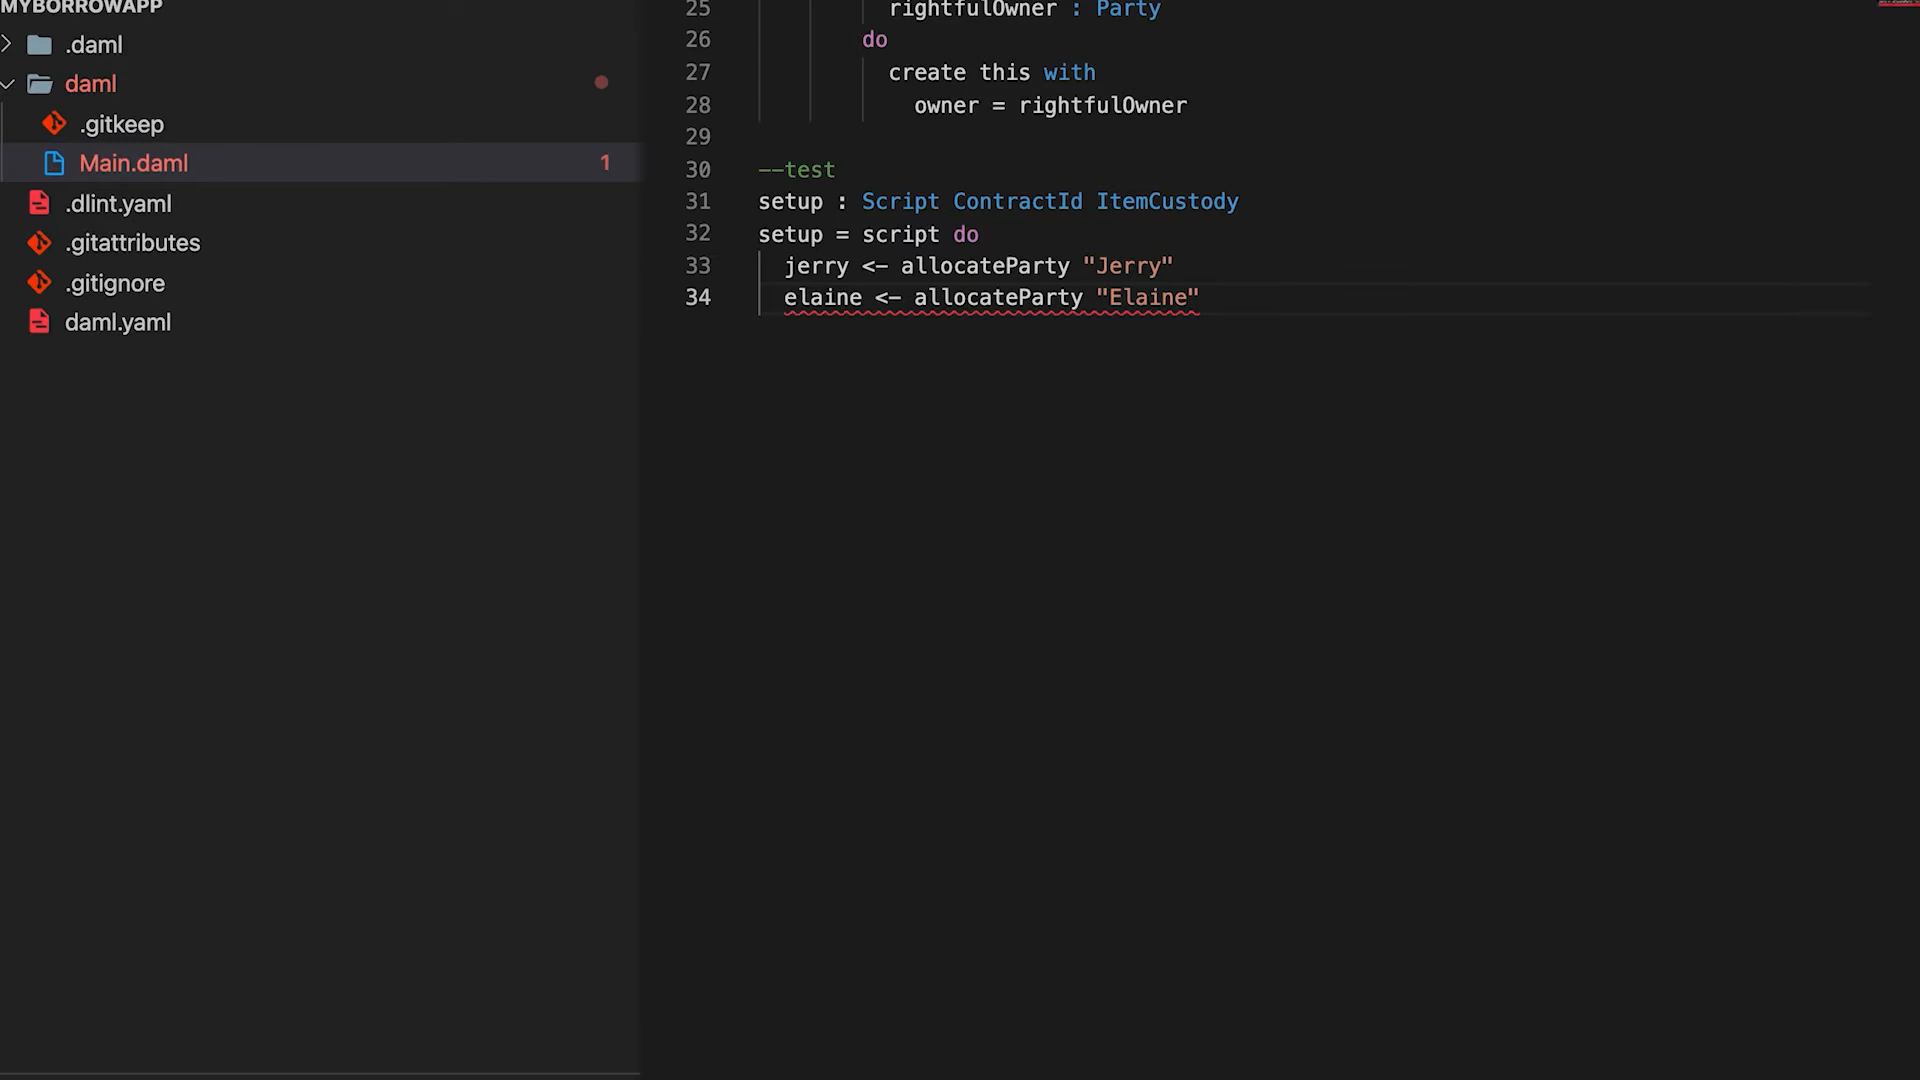 MYBORROWAPP
.daml
daml
.gitkeep
Main.daml 1
.dlint.yaml
.gitattributes
.gitignore
daml.yaml
25 rightfulOwner : Party
26 do
27 create this with
28 owner = rightfulOwner
29
30 --test
31 setup : Script ContractId ItemCustody
32 setup = script do
33 jerry <- allocateParty "Jerry"
34 elaine <- allocateParty "Elaine"